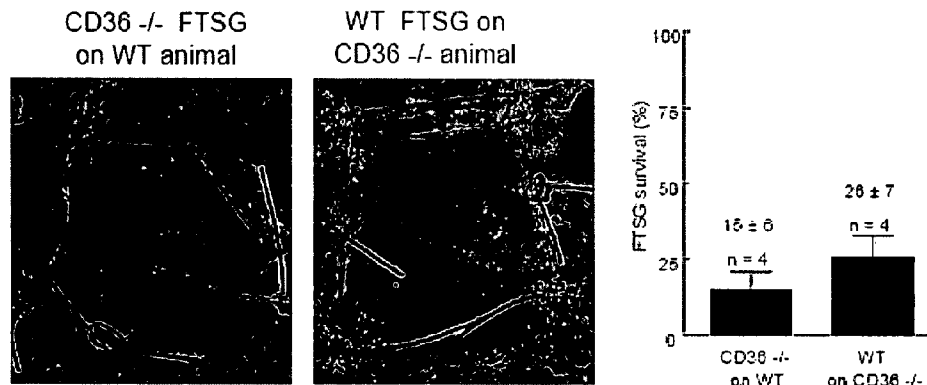 CD36 -/- FTSG
on WT animal
WT FTSG on
CD36 -/- animal
FTSG survival (%)
100
75
50
25
0
15 ± 6
n = 4
26 ± 7
n = 4
CD36 -/-
on WT
WT
on CD36 -/-